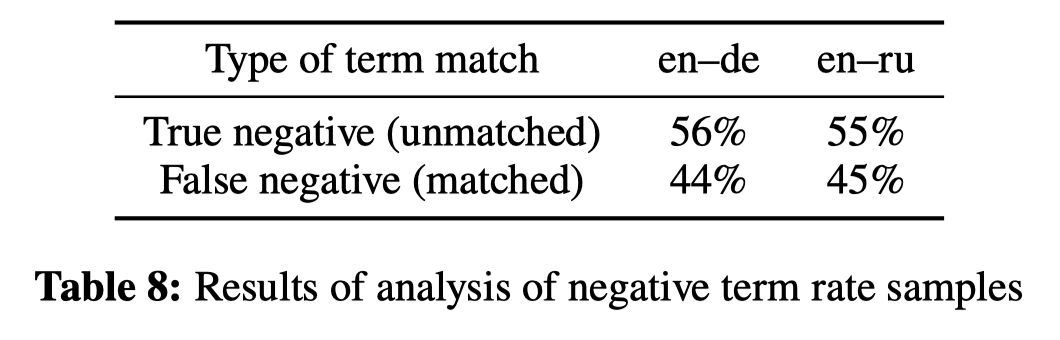 Type of term match en–de en–ru
True negative (unmatched) 56% 55%
False negative (matched) 44% 45%
Table 8: Results of analysis of negative term rate samples